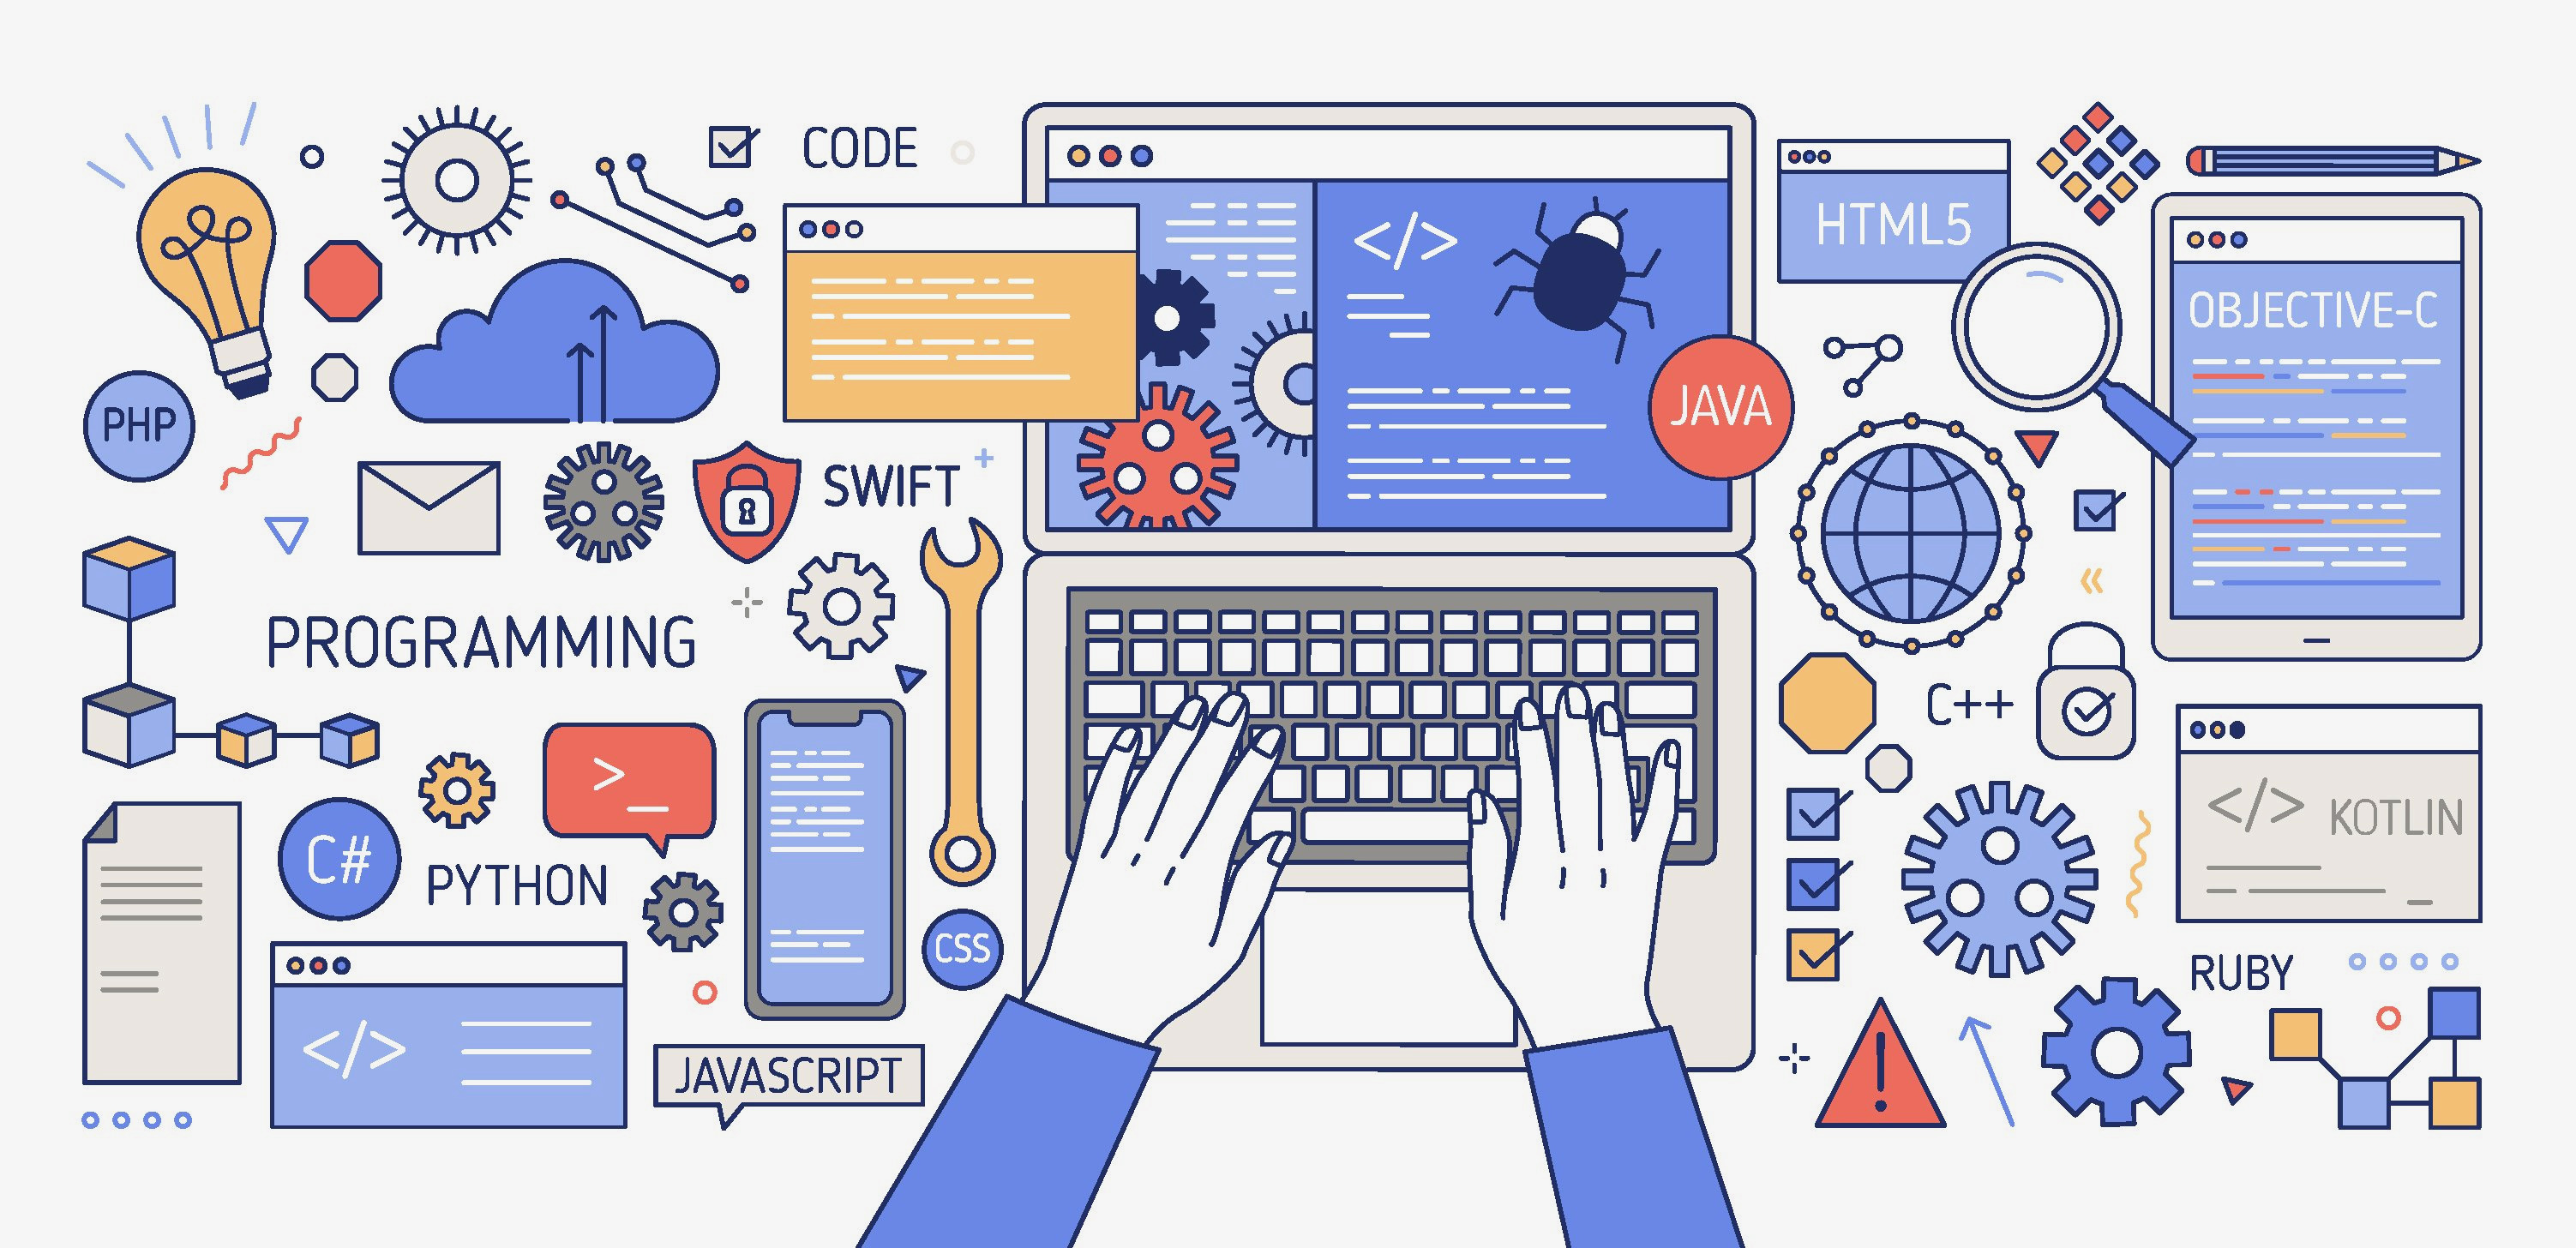 CODE
HTML5
OBJECTIVE-C
</>
PHP
JAVA
SWIFT
PROGRAMMING
C++
>_
</> KOTLIN
C#
PYTHON
CSS
RUBY
</>
JAVASCRIPT
!